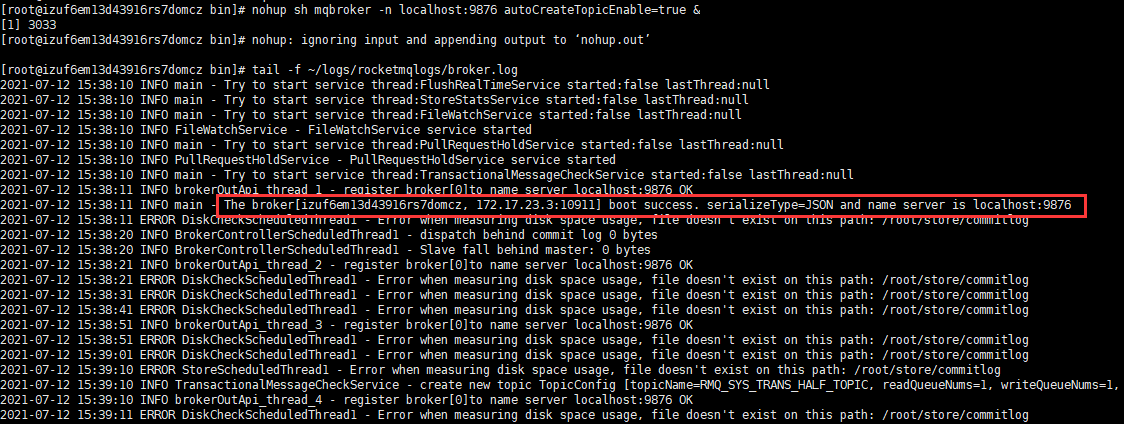 [root@izuf6em13d43916rs7domcz bin]# nohup sh mqbroker -n localhost:9876 autoCreateTopicEnable=true &
[1] 3033
[root@izuf6em13d43916rs7domcz bin]# nohup: ignoring input and appending output to ‘nohup.out’
[root@izuf6em13d43916rs7domcz bin]# tail -f ~/logs/rocketmqlogs/broker.log
2021-07-12 15:38:10 INFO main - Try to start service thread:FlushRealTimeService started:false lastThread:null
2021-07-12 15:38:10 INFO main - Try to start service thread:StoreStatsService started:false lastThread:null
2021-07-12 15:38:10 INFO main - Try to start service thread:FileWatchService started:false lastThread:null
2021-07-12 15:38:10 INFO FileWatchService - FileWatchService service started
2021-07-12 15:38:10 INFO main - Try to start service thread:PullRequestHoldService started:false lastThread:null
2021-07-12 15:38:10 INFO PullRequestHoldService - PullRequestHoldService service started
2021-07-12 15:38:10 INFO main - Try to start service thread:TransactionalMessageCheckService started:false lastThread:null
2021-07-12 15:38:11 INFO brokerOutApi_thread_1 - register broker[0]to name server localhost:9876 OK
2021-07-12 15:38:11 INFO main - The broker[izuf6em13d43916rs7domcz, 172.17.23.3:10911] boot success. serializeType=JSON and name server is localhost:9876
2021-07-12 15:38:11 ERROR DiskCheckScheduledThread1 - Error when measuring disk space usage, file doesn't exist on this path: /root/store/commitlog
2021-07-12 15:38:20 INFO BrokerControllerScheduledThread1 - dispatch behind commit log 0 bytes
2021-07-12 15:38:20 INFO BrokerControllerScheduledThread1 - Slave fall behind master: 0 bytes
2021-07-12 15:38:21 INFO brokerOutApi_thread_2 - register broker[0]to name server localhost:9876 OK
2021-07-12 15:38:21 ERROR DiskCheckScheduledThread1 - Error when measuring disk space usage, file doesn't exist on this path: /root/store/commitlog
2021-07-12 15:38:31 ERROR DiskCheckScheduledThread1 - Error when measuring disk space usage, file doesn't exist on this path: /root/store/commitlog
2021-07-12 15:38:41 ERROR DiskCheckScheduledThread1 - Error when measuring disk space usage, file doesn't exist on this path: /root/store/commitlog
2021-07-12 15:38:51 INFO brokerOutApi_thread_3 - register broker[0]to name server localhost:9876 OK
2021-07-12 15:38:51 ERROR DiskCheckScheduledThread1 - Error when measuring disk space usage, file doesn't exist on this path: /root/store/commitlog
2021-07-12 15:39:01 ERROR DiskCheckScheduledThread1 - Error when measuring disk space usage, file doesn't exist on this path: /root/store/commitlog
2021-07-12 15:39:10 ERROR StoreScheduledThread1 - Error when measuring disk space usage, file doesn't exist on this path: /root/store/commitlog
2021-07-12 15:39:10 INFO TransactionalMessageCheckService - create new topic TopicConfig [topicName=RMQ_SYS_TRANS_HALF_TOPIC, readQueueNums=1, writeQueueNums=1,
2021-07-12 15:39:10 INFO brokerOutApi_thread_4 - register broker[0]to name server localhost:9876 OK
2021-07-12 15:39:11 ERROR DiskCheckScheduledThread1 - Error when measuring disk space usage, file doesn't exist on this path: /root/store/commitlog